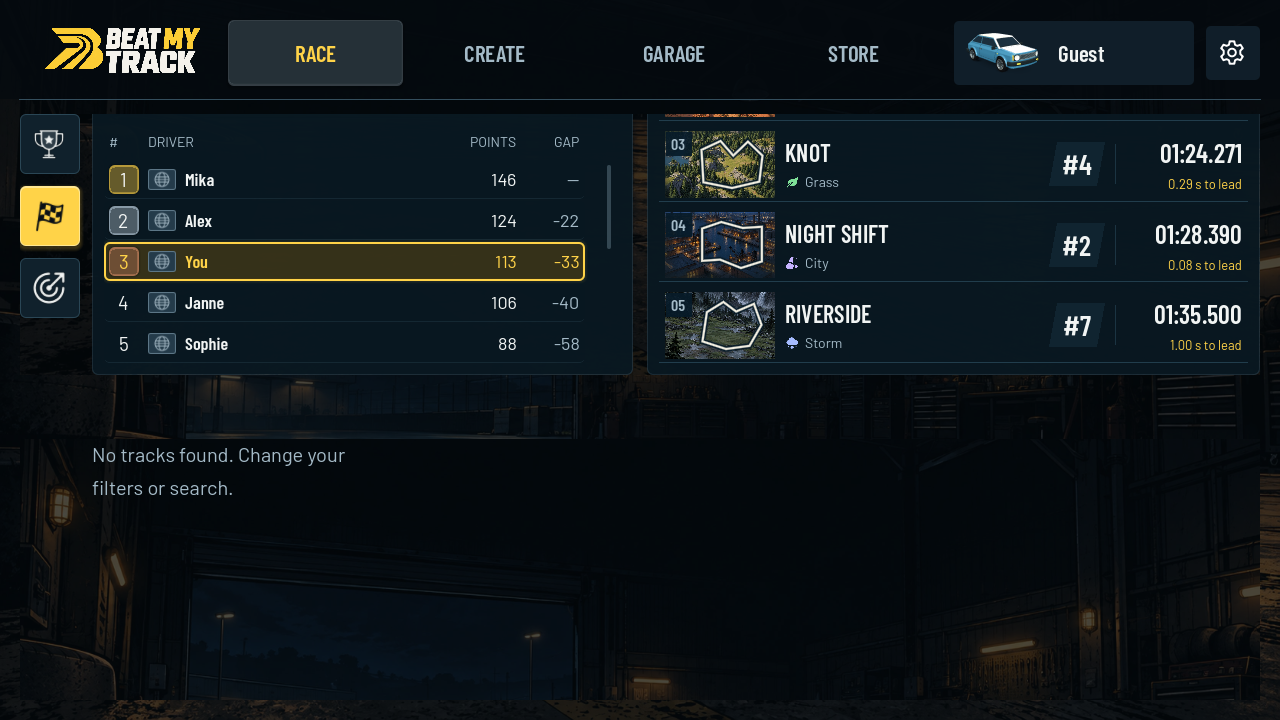 BEAT MY TRACK
RACE
CREATE
GARAGE
STORE
Guest
# DRIVER POINTS GAP
1 Mika 146 —
2 Alex 124 -22
3 You 113 -33
4 Janne 106 -40
5 Sophie 88 -58
03 KNOT #4 01:24.271
Grass 0.29 s to lead
04 NIGHT SHIFT #2 01:28.390
City 0.08 s to lead
05 RIVERSIDE #7 01:35.500
Storm 1.00 s to lead
No tracks found. Change your
filters or search.